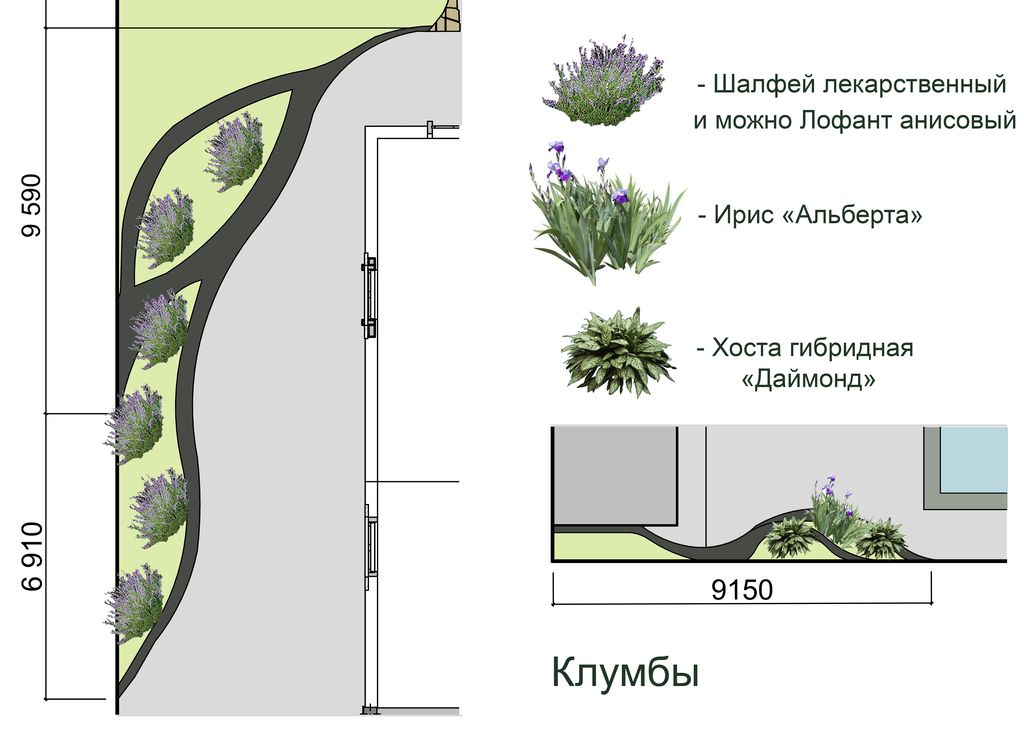 9 590
6 910
- Шалфей лекарственный
и можно Лофант анисовый
- Ирис «Альберта»
- Хоста гибридная
«Даймонд»
9150
Клумбы